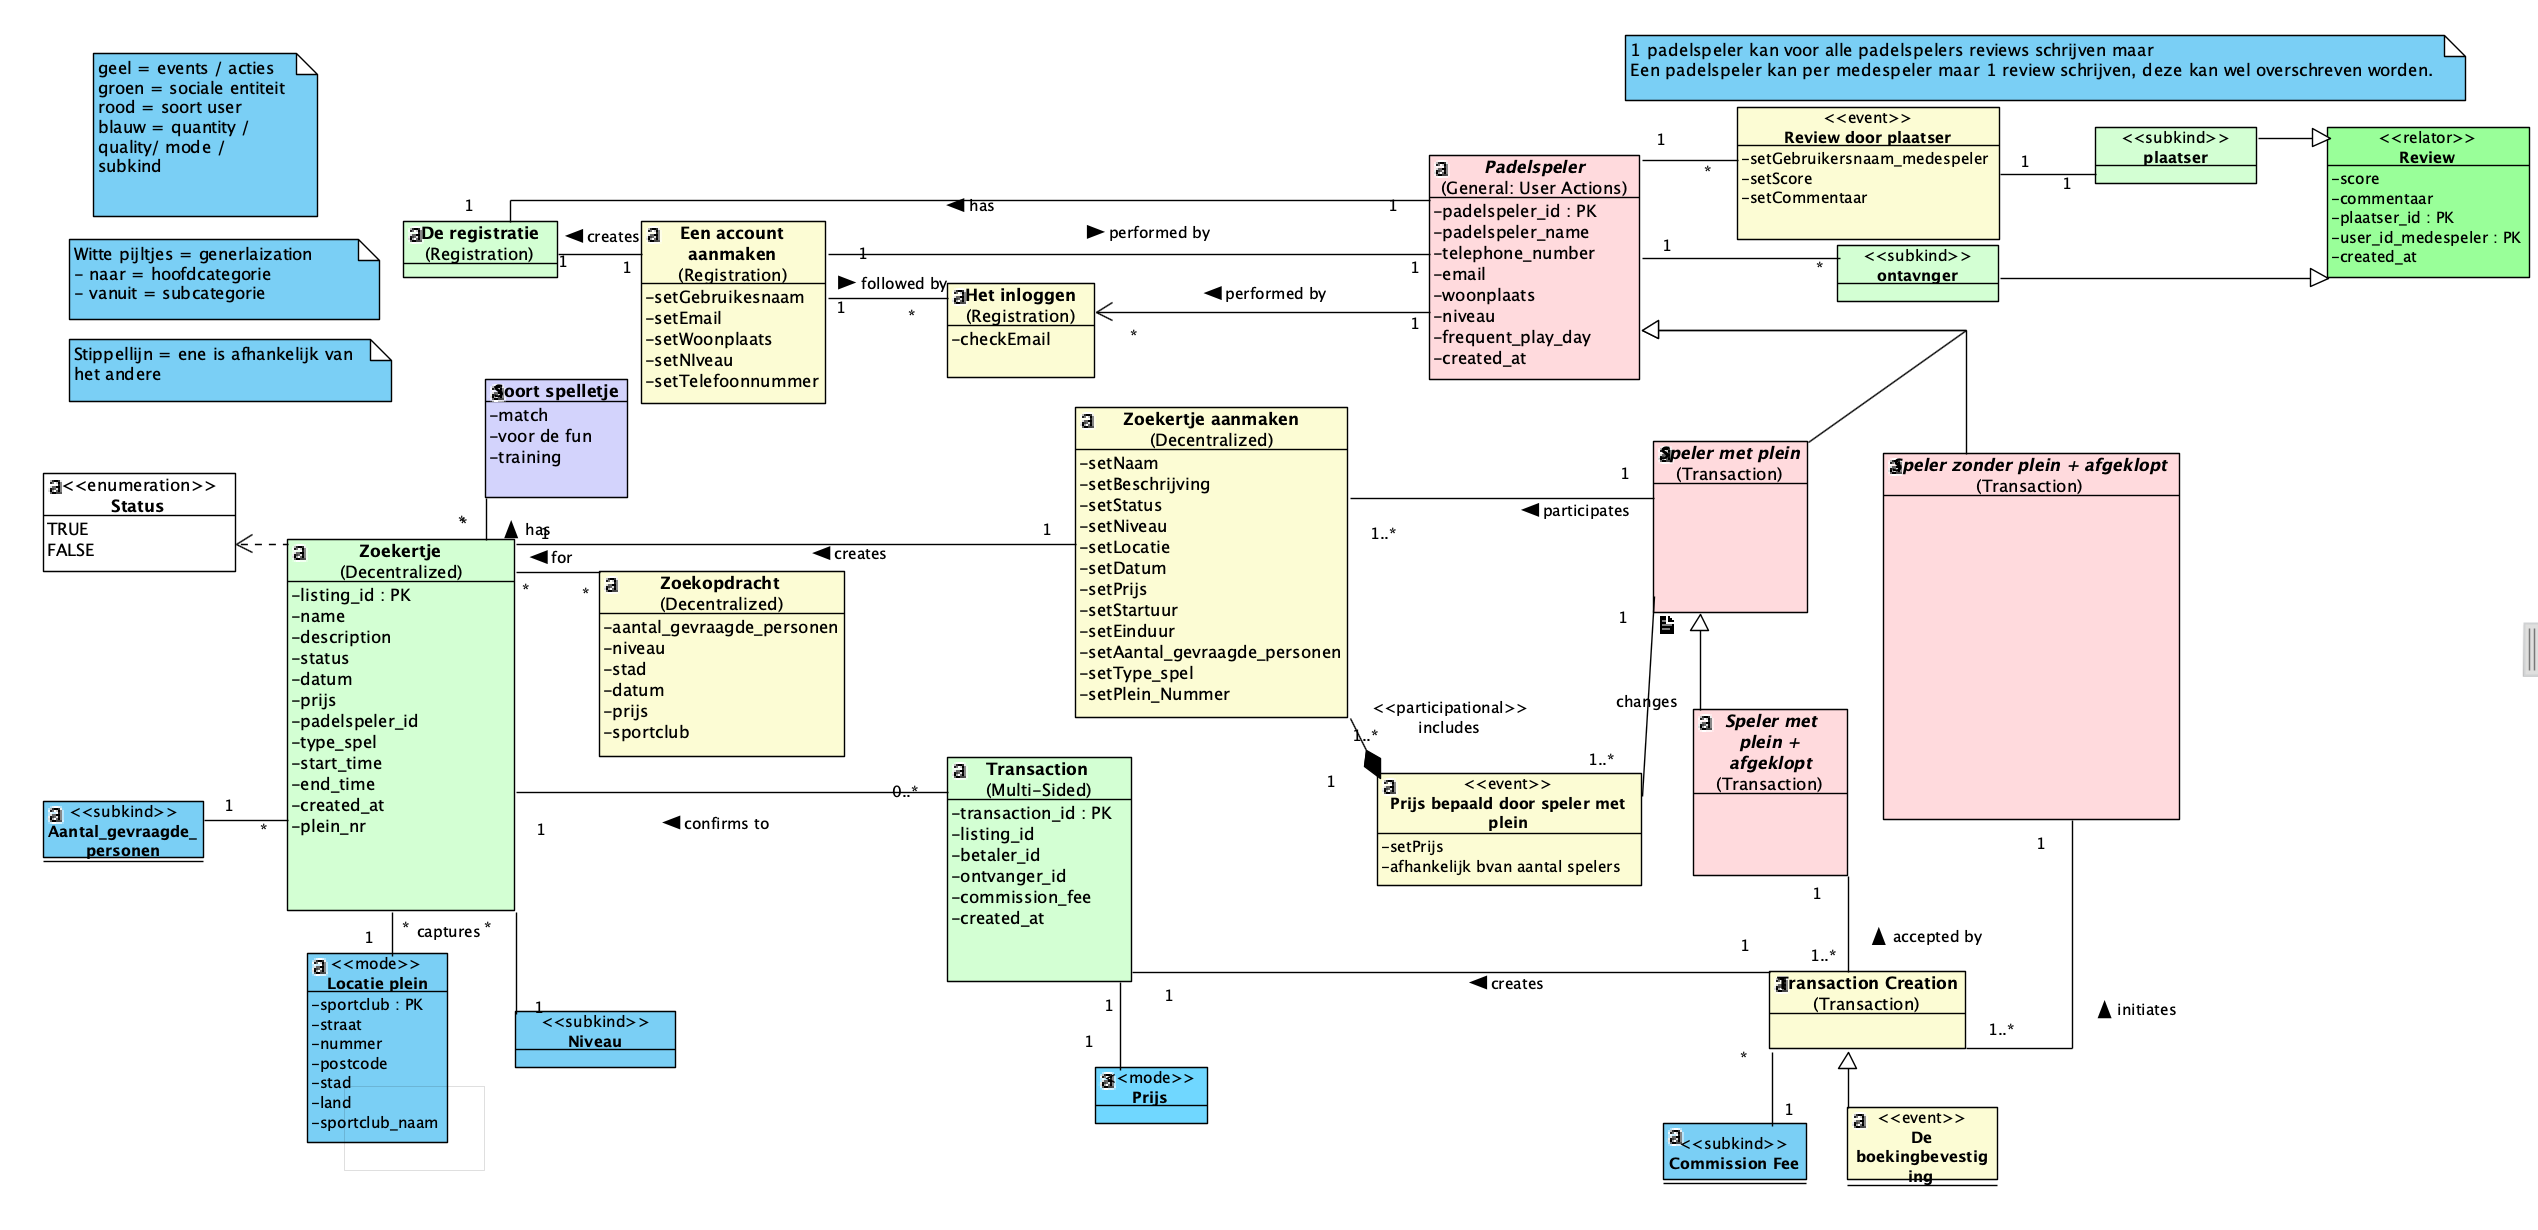 geel = events / acties
groen = sociale entiteit
rood = soort user
blauw = quantity /
quality/ mode /
subkind
Witte pijltjes = generlaization
- naar = hoofdcategorie
- vanuit = subcategorie
Stippellijn = ene is afhankelijk van
het andere
1 padelspeler kan voor alle padelspelers reviews schrijven maar
Een padelspeler kan per medespeler maar 1 review schrijven, deze kan wel overschreven worden.
<<event>>
Review door plaatser
-setGebruikersnaam_medespeler
-setScore
-setCommentaar
1
*
1
1
<<subkind>>
plaatser
<<relator>>
Review
-score
-commentaar
-plaatser_id : PK
-user_id_medespeler : PK
-created_at
<<subkind>>
ontavnger
1
*
Padelspeler
(General: User Actions)
-padelspeler_id : PK
-padelspeler_name
-telephone_number
-email
-woonplaats
-niveau
-frequent_play_day
-created_at
1
has
1
De registratie
(Registration)
creates
1
1
Een account
aanmaken
(Registration)
-setGebruikesnaam
-setEmail
-setWoonplaats
-setNIveau
-setTelefoonnummer
performed by
1
1
followed by
1
*
Het inloggen
(Registration)
-checkEmail
performed by
*
1
Soort spelletje
-match
-voor de fun
-training
*
has
<<enumeration>>
Status
TRUE
FALSE
Zoekertje
(Decentralized)
-listing_id : PK
-name
-description
-status
-datum
-prijs
-padelspeler_id
-type_spel
-start_time
-end_time
-created_at
-plein_nr
1
creates
1
for
*
*
Zoekopdracht
(Decentralized)
-aantal_gevraagde_personen
-niveau
-stad
-datum
-prijs
-sportclub
Zoekertje aanmaken
(Decentralized)
-setNaam
-setBeschrijving
-setStatus
-setNiveau
-setLocatie
-setDatum
-setPrijs
-setStartuur
-setEinduur
-setAantal_gevraagde_personen
-setType_spel
-setPlein_Nummer
1
participates
1..*
Speler met plein
(Transaction)
Speler zonder plein + afgeklopt
(Transaction)
1
changes
1..*
<<participational>>
includes
1..*
1
<<event>>
Prijs bepaald door speler met
plein
-setPrijs
-afhankelijk bvan aantal spelers
Speler met
plein +
afgeklopt
(Transaction)
Transaction
(Multi-Sided)
-transaction_id : PK
-listing_id
-betaler_id
-ontvanger_id
-commission_fee
-created_at
0..*
confirms to
1
<<subkind>>
Aantal_gevraagde_
personen
1
*
1
* captures *
<<mode>>
Locatie plein
-sportclub : PK
-straat
-nummer
-postcode
-stad
-land
-sportclub_naam
1
<<subkind>>
Niveau
1
1
<<mode>>
Prijs
1
creates
1
1
accepted by
1..*
Transaction Creation
(Transaction)
1
initiates
1..*
*
1
<<subkind>>
Commission Fee
<<event>>
De
boekingbevestig
ing